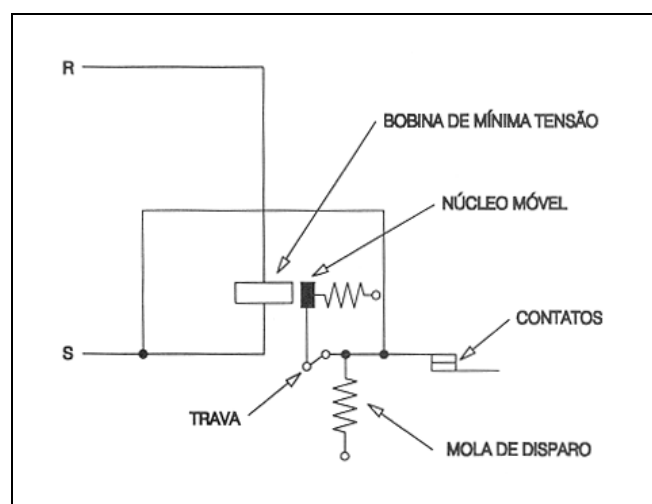 R
BOBINA DE MÍNIMA TENSÃO
NÚCLEO MÓVEL
CONTATOS
S
TRAVA
MOLA DE DISPARO